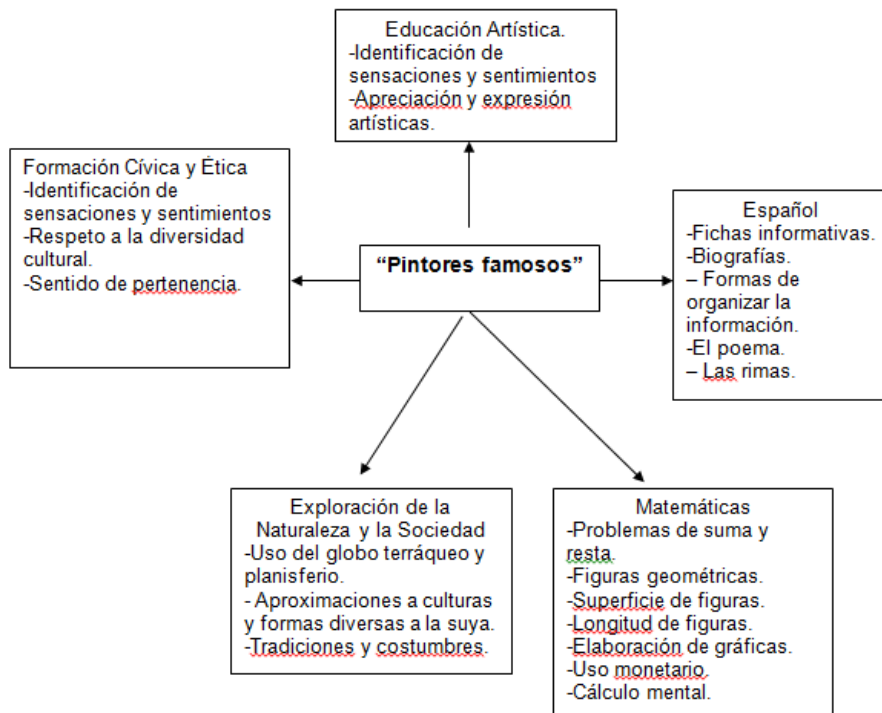 Educación Artística.
-Identificación de
sensaciones y sentimientos
-Apreciación y expresión
artísticas.
Formación Cívica y Ética
-Identificación de
sensaciones y sentimientos
-Respeto a la diversidad
cultural.
-Sentido de pertenencia.
“Pintores famosos”
Español
-Fichas informativas.
-Biografías.
– Formas de
organizar la
información.
-El poema.
– Las rimas.
Exploración de la
Naturaleza y la Sociedad
-Uso del globo terráqueo y
planisferio.
- Aproximaciones a culturas
y formas diversas a la suya.
-Tradiciones y costumbres.
Matemáticas
-Problemas de suma y
resta.
-Figuras geométricas.
-Superficie de figuras.
-Longitud de figuras.
-Elaboración de gráficas.
-Uso monetario.
-Cálculo mental.